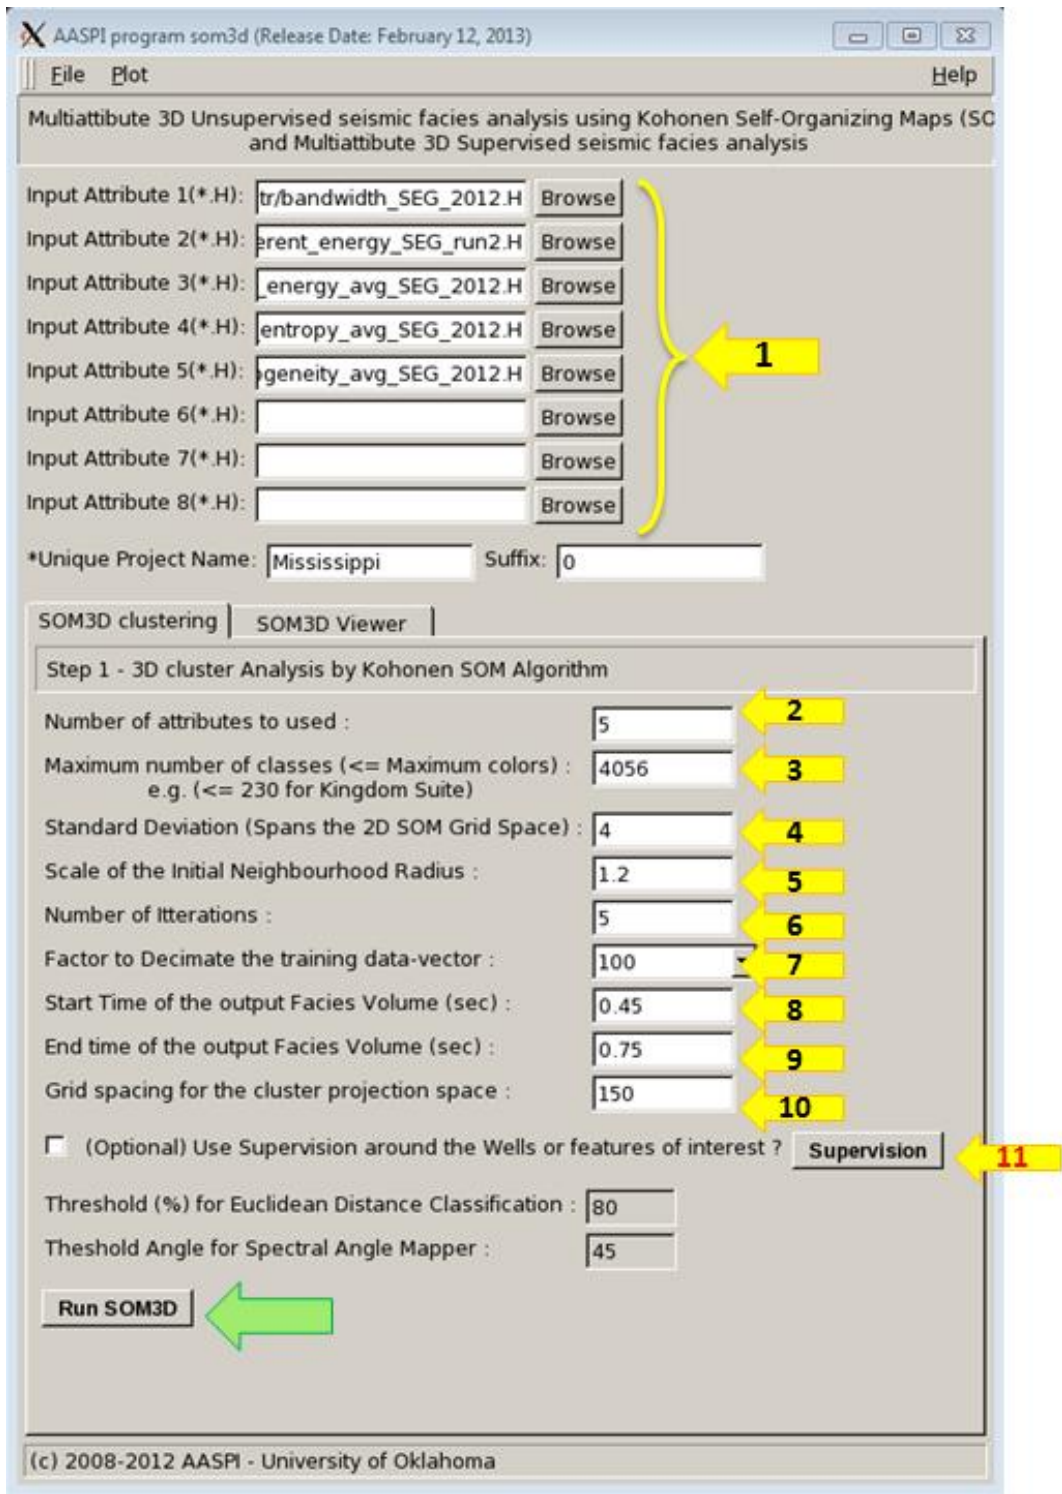 AASPI program som3d (Release Date: February 12, 2013)
File Plot Help
Multiattibute 3D Unsupervised seismic facies analysis using Kohonen Self-Organizing Maps (SO
and Multiattibute 3D Supervised seismic facies analysis
Input Attribute 1(*.H): tr/bandwidth_SEG_2012.H Browse
Input Attribute 2(*.H): erent_energy_SEG_run2.H Browse
Input Attribute 3(*.H): _energy_avg_SEG_2012.H Browse
Input Attribute 4(*.H): entropy_avg_SEG_2012.H Browse
1
Input Attribute 5(*.H): ogeneity_avg_SEG_2012.H Browse
Input Attribute 6(*.H): Browse
Input Attribute 7(*.H): Browse
Input Attribute 8(*.H): Browse
*Unique Project Name: Mississippi Suffix: 0
SOM3D clustering SOM3D Viewer
Step 1 - 3D cluster Analysis by Kohonen SOM Algorithm
Number of attributes to used : 5 2
Maximum number of classes (<= Maximum colors) : 4056 3
e.g. (<= 230 for Kingdom Suite)
Standard Deviation (Spans the 2D SOM Grid Space) : 4 4
Scale of the Initial Neighbourhood Radius : 1.2 5
Number of Itterations : 5 6
Factor to Decimate the training data-vector : 100 7
Start Time of the output Facies Volume (sec) : 0.45 8
End time of the output Facies Volume (sec) : 0.75 9
Grid spacing for the cluster projection space : 150 10
(Optional) Use Supervision around the Wells or features of interest ? Supervision 11
Threshold (%) for Euclidean Distance Classification : 80
Theshold Angle for Spectral Angle Mapper : 45
Run SOM3D
(c) 2008-2012 AASPI - University of Oklahoma